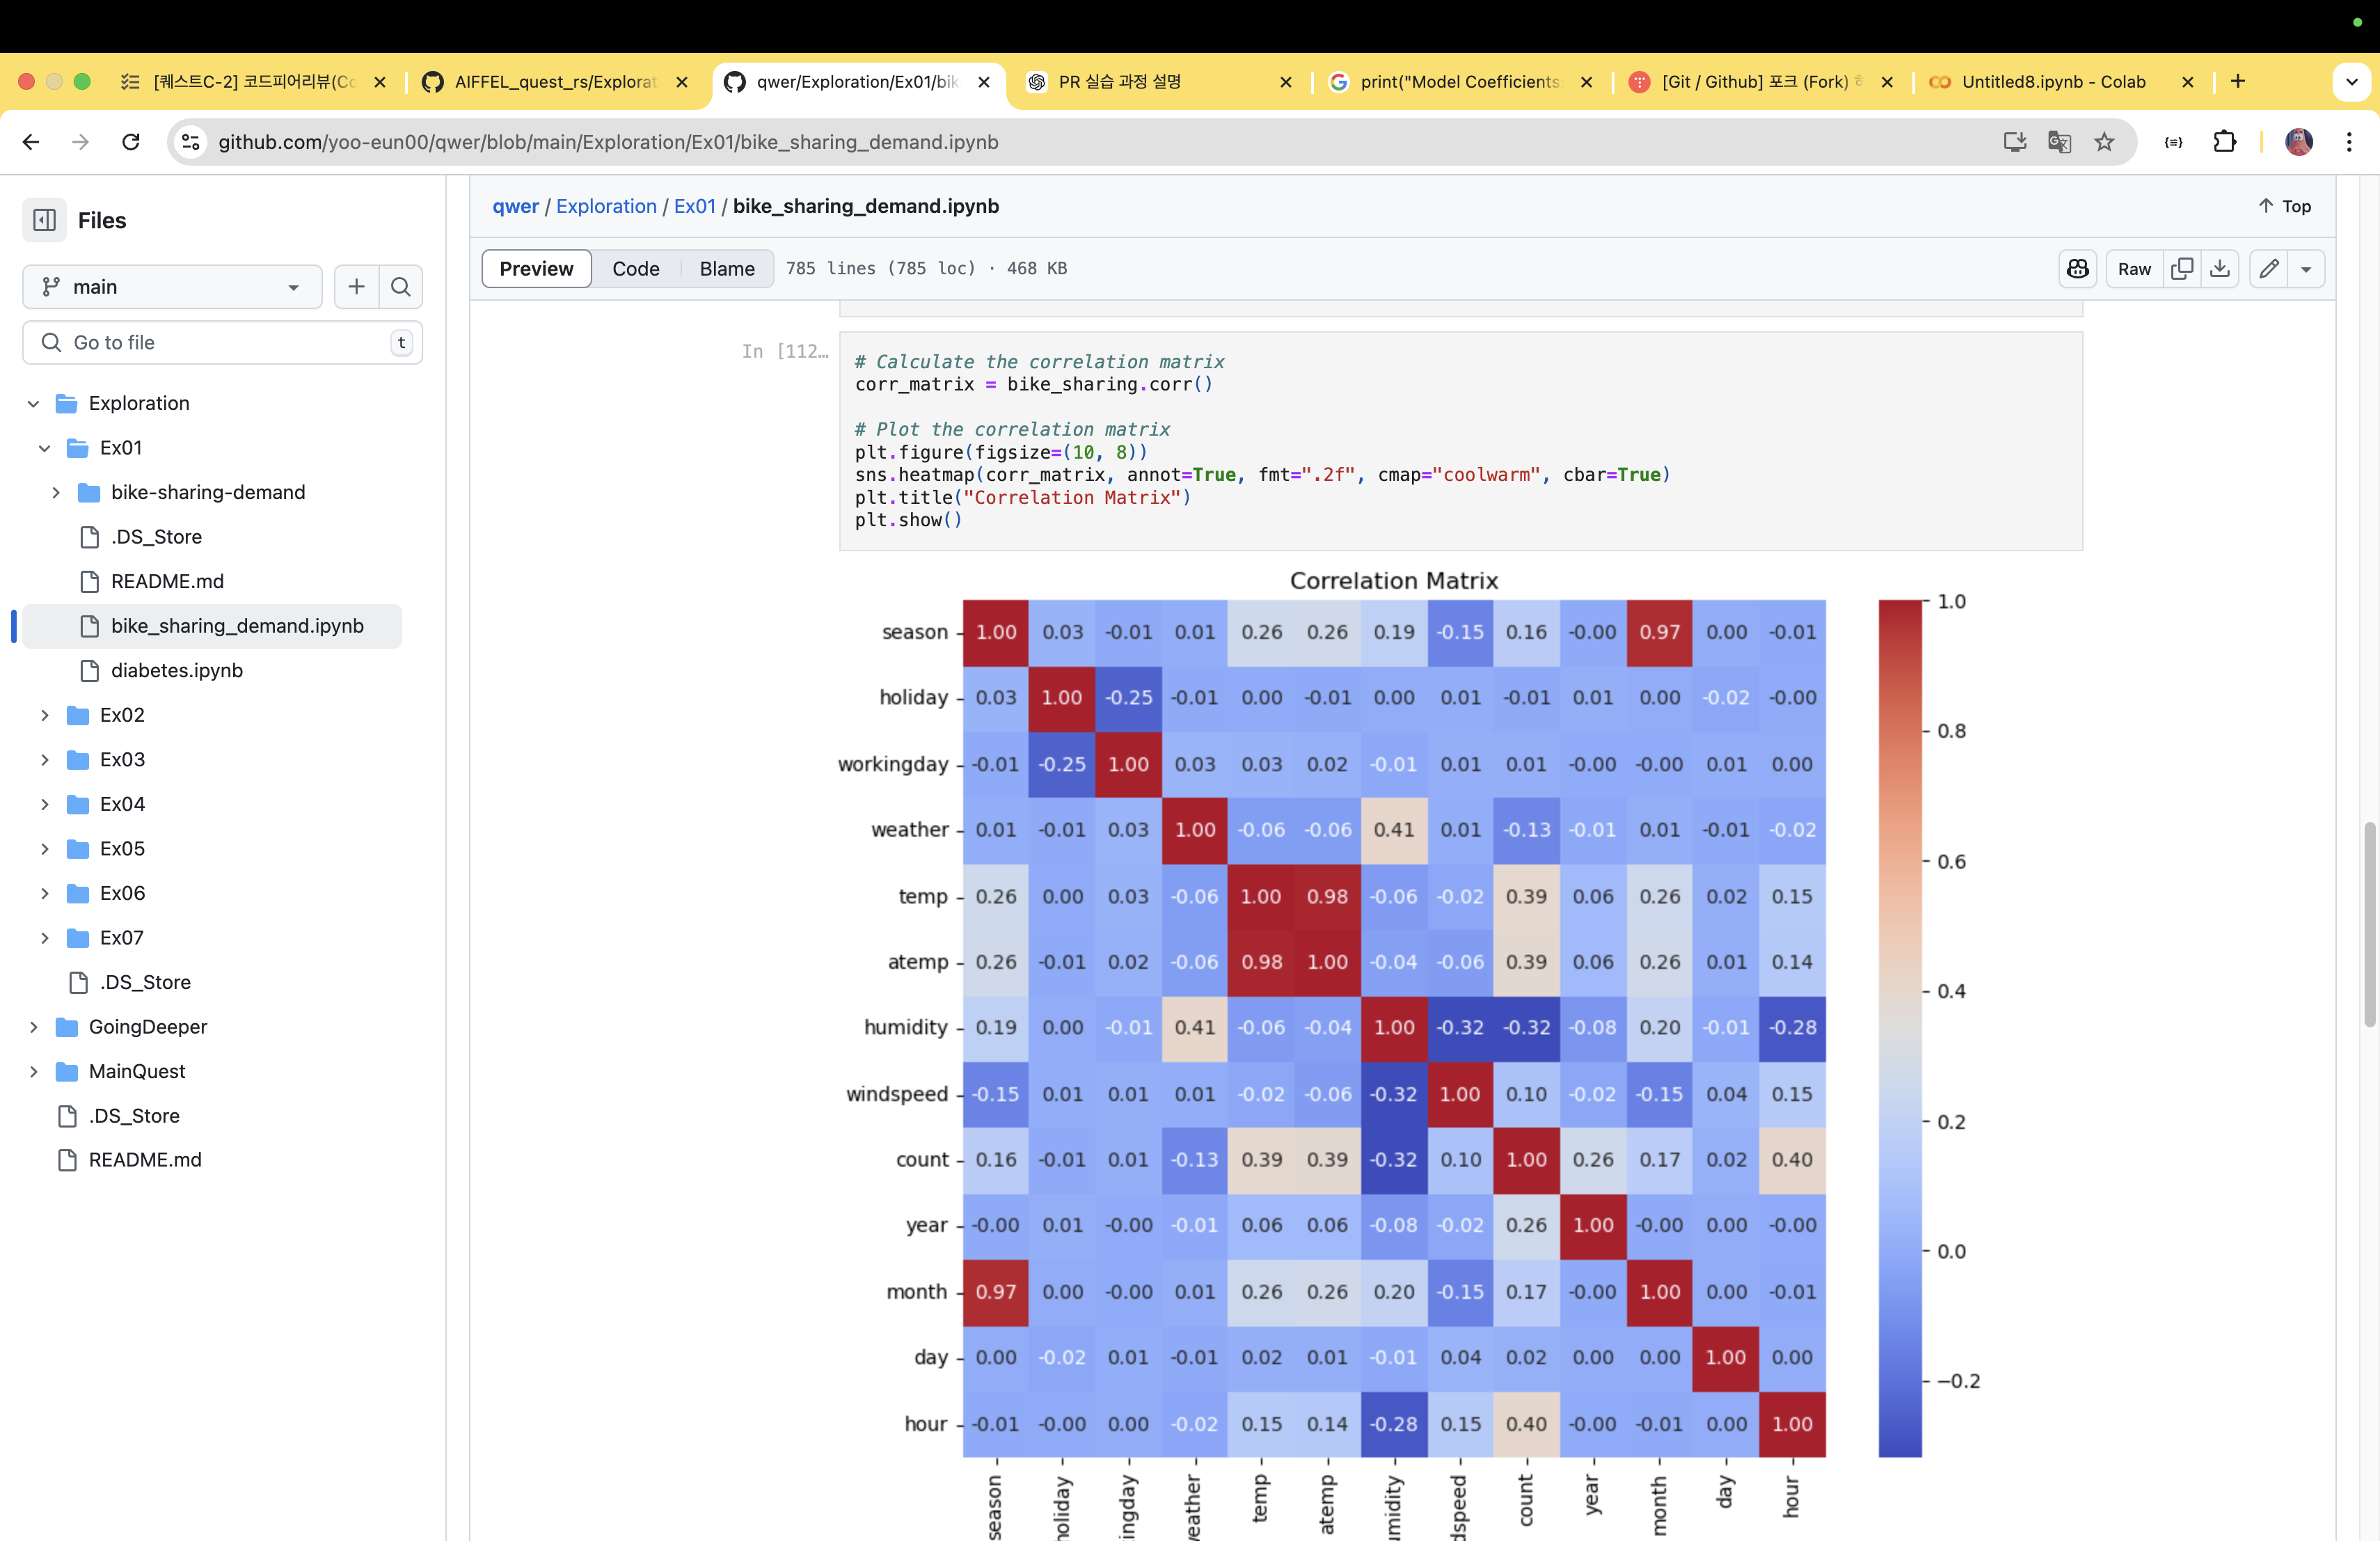 [퀘스트C-2] 코드피어리뷰(Co
AIFFEL_quest_rs/Explorat
qwer/Exploration/Ex01/bik
PR 실습 과정 설명
print("Model Coefficients
[Git / Github] 포크 (Fork)
Untitled8.ipynb - Colab
github.com/yoo-eun00/qwer/blob/main/Exploration/Ex01/bike_sharing_demand.ipynb
Files
main
Go to file
t
Exploration
Ex01
bike-sharing-demand
.DS_Store
README.md
bike_sharing_demand.ipynb
diabetes.ipynb
Ex02
Ex03
Ex04
Ex05
Ex06
Ex07
.DS_Store
GoingDeeper
MainQuest
.DS_Store
README.md
qwer / Exploration / Ex01 / bike_sharing_demand.ipynb
Top
Preview Code Blame 785 lines (785 loc) · 468 KB
Raw
In [112…
# Calculate the correlation matrix
corr_matrix = bike_sharing.corr()
# Plot the correlation matrix
plt.figure(figsize=(10, 8))
sns.heatmap(corr_matrix, annot=True, fmt=".2f", cmap="coolwarm", cbar=True)
plt.title("Correlation Matrix")
plt.show()
Correlation Matrix
season 1.00 0.03 -0.01 0.01 0.26 0.26 0.19 -0.15 0.16 -0.00 0.97 0.00 -0.01
holiday 0.03 1.00 -0.25 -0.01 0.00 -0.01 0.00 0.01 -0.01 0.01 0.00 -0.02 -0.00
workingday -0.01 -0.25 1.00 0.03 0.03 0.02 -0.01 0.01 0.01 -0.00 -0.00 0.01 0.00
weather 0.01 -0.01 0.03 1.00 -0.06 -0.06 0.41 0.01 -0.13 -0.01 0.01 -0.01 -0.02
temp 0.26 0.00 0.03 -0.06 1.00 0.98 -0.06 -0.02 0.39 0.06 0.26 0.02 0.15
atemp 0.26 -0.01 0.02 -0.06 0.98 1.00 -0.04 -0.06 0.39 0.06 0.26 0.01 0.14
humidity 0.19 0.00 -0.01 0.41 -0.06 -0.04 1.00 -0.32 -0.32 -0.08 0.20 -0.01 -0.28
windspeed -0.15 0.01 0.01 0.01 -0.02 -0.06 -0.32 1.00 0.10 -0.02 -0.15 0.04 0.15
count 0.16 -0.01 0.01 -0.13 0.39 0.39 -0.32 0.10 1.00 0.26 0.17 0.02 0.40
year -0.00 0.01 -0.00 -0.01 0.06 0.06 -0.08 -0.02 0.26 1.00 -0.00 0.00 -0.00
month 0.97 0.00 -0.00 0.01 0.26 0.26 0.20 -0.15 0.17 -0.00 1.00 0.00 -0.01
day 0.00 -0.02 0.01 -0.01 0.02 0.01 -0.01 0.04 0.02 0.00 0.00 1.00 0.00
hour -0.01 -0.00 0.00 -0.02 0.15 0.14 -0.28 0.15 0.40 -0.00 -0.01 0.00 1.00
season holiday ingday weather temp atemp umidity dspeed count year month day hour
1.0
0.8
0.6
0.4
0.2
0.0
−0.2